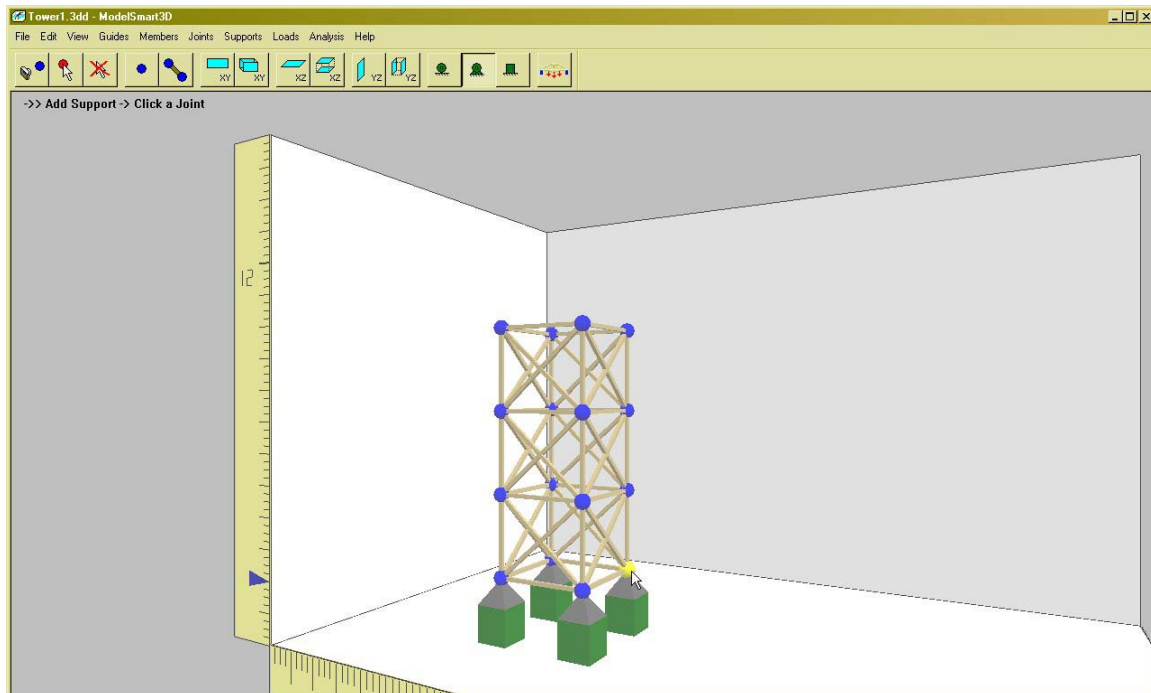 Tower1.3dd - ModelSmart3D
File Edit View Guides Members Joints Supports Loads Analysis Help
XY XY XZ XZ YZ YZ
->> Add Support -> Click a Joint
12